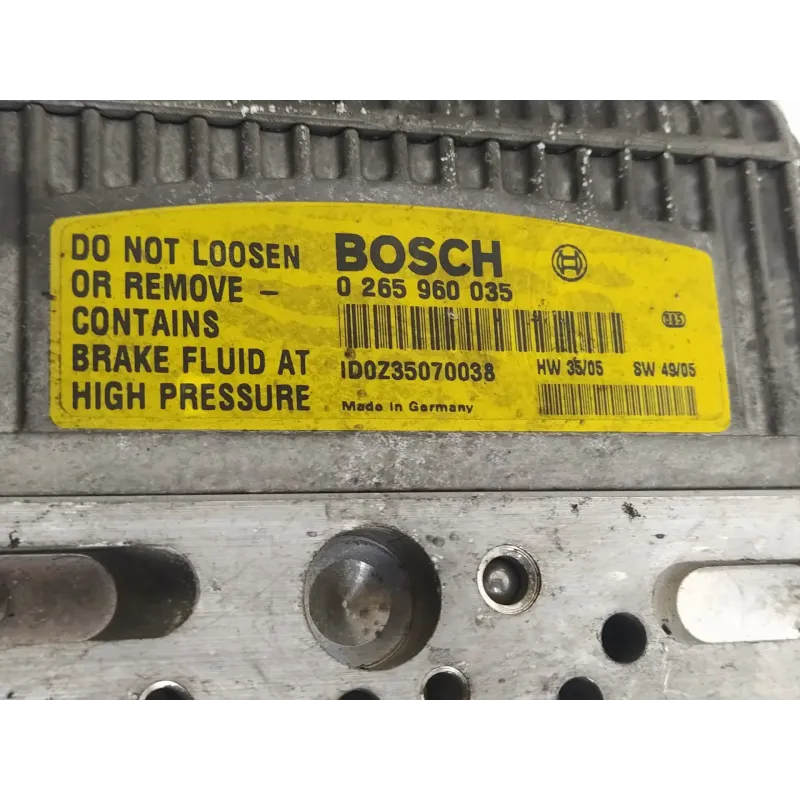 DO NOT LOOSEN
OR REMOVE –
CONTAINS
BRAKE FLUID AT
HIGH PRESSURE
BOSCH
0 265 960 035
ID0Z35070038
Made in Germany
HW 35/05 SW 49/05